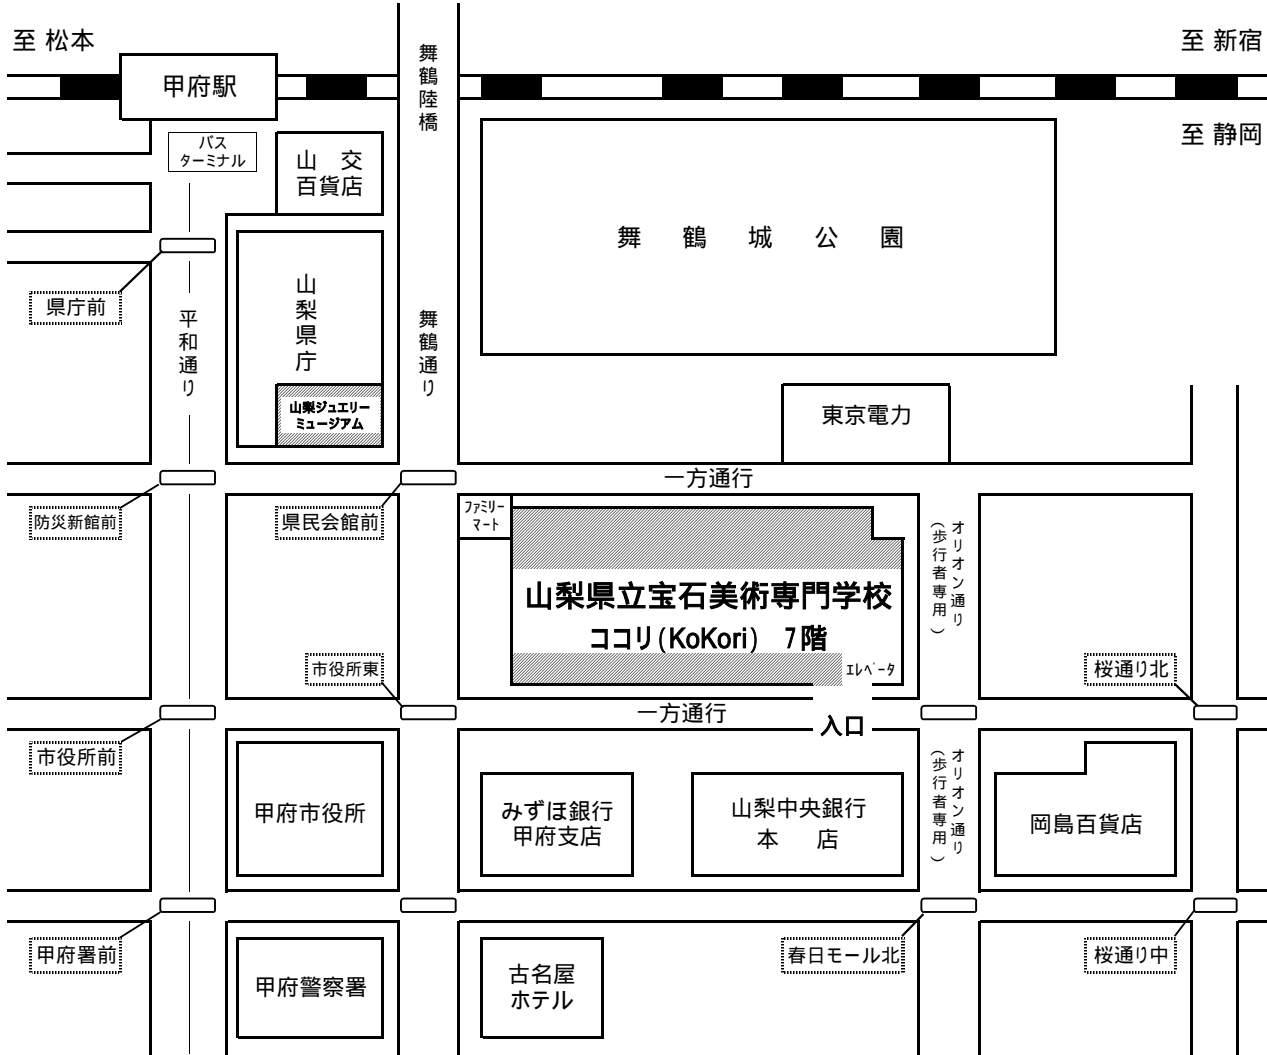 至 松本
至 新宿
甲府駅
舞鶴陸橋
至 静岡
バス
ターミナル
山 交
百貨店
舞 鶴 城 公 園
県庁前
平和通り
山梨県庁
舞鶴通り
山梨ジュエリー
ミュージアム
東京電力
一方通行
防災新館前
県民会館前
ファミリー
マート
オリオン通り
(歩行者専用)
山梨県立宝石美術専門学校
ココリ(KoKori) 7階
エレベータ
市役所東
桜通り北
一方通行
入口
市役所前
甲府市役所
みずほ銀行
甲府支店
山梨中央銀行
本 店
オリオン通り
(歩行者専用)
岡島百貨店
甲府署前
甲府警察署
古名屋
ホテル
春日モール北
桜通り中